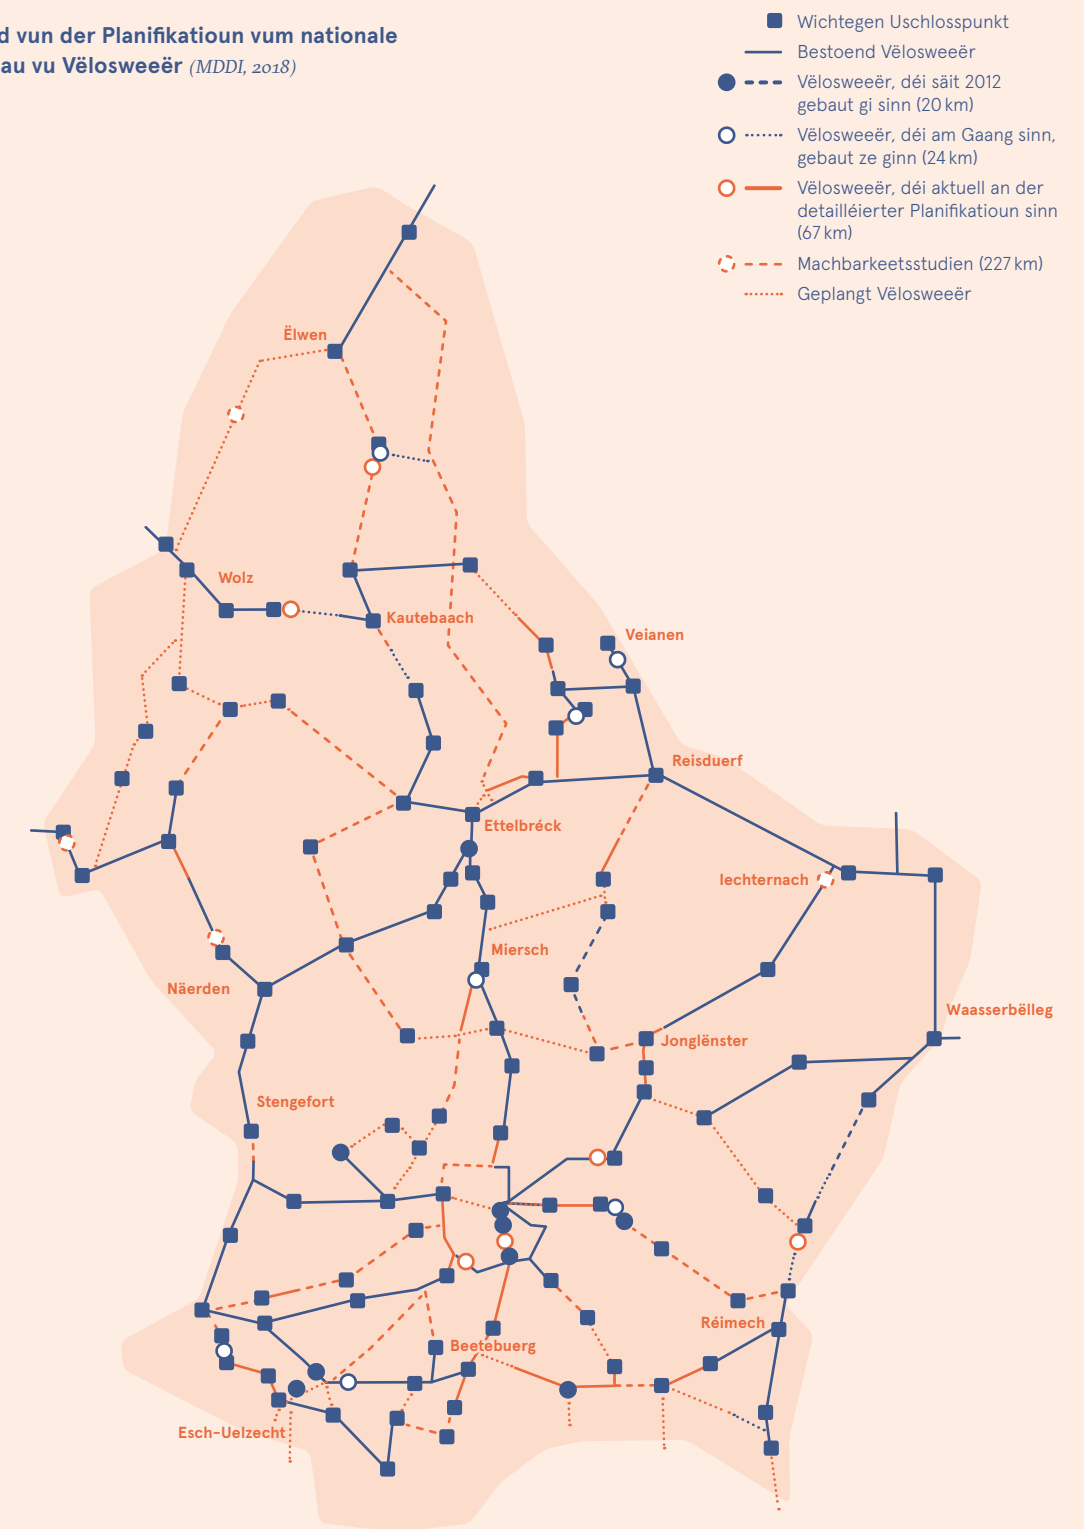 d vun der Planifikatioun vum nationale
au vu Vëlosweeër (MDDI, 2018)
Wichtegen Uschlosspunkt
Bestoend Vëlosweeër
Vëlosweeër, déi säit 2012
gebaut gi sinn (20 km)
Vëlosweeër, déi am Gaang sinn,
gebaut ze ginn (24 km)
Vëlosweeër, déi aktuell an der
detailléierter Planifikatioun sinn
(67 km)
Machbarkeetsstudien (227 km)
Geplangt Vëlosweeër
Ëlwen
Wolz
Kautebaach
Veianen
Reisduerf
Ettelbréck
Iechternach
Miersch
Näerden
Waasserbëlleg
Jonglënster
Stengefort
Réimech
Beetebuerg
Esch-Uelzecht